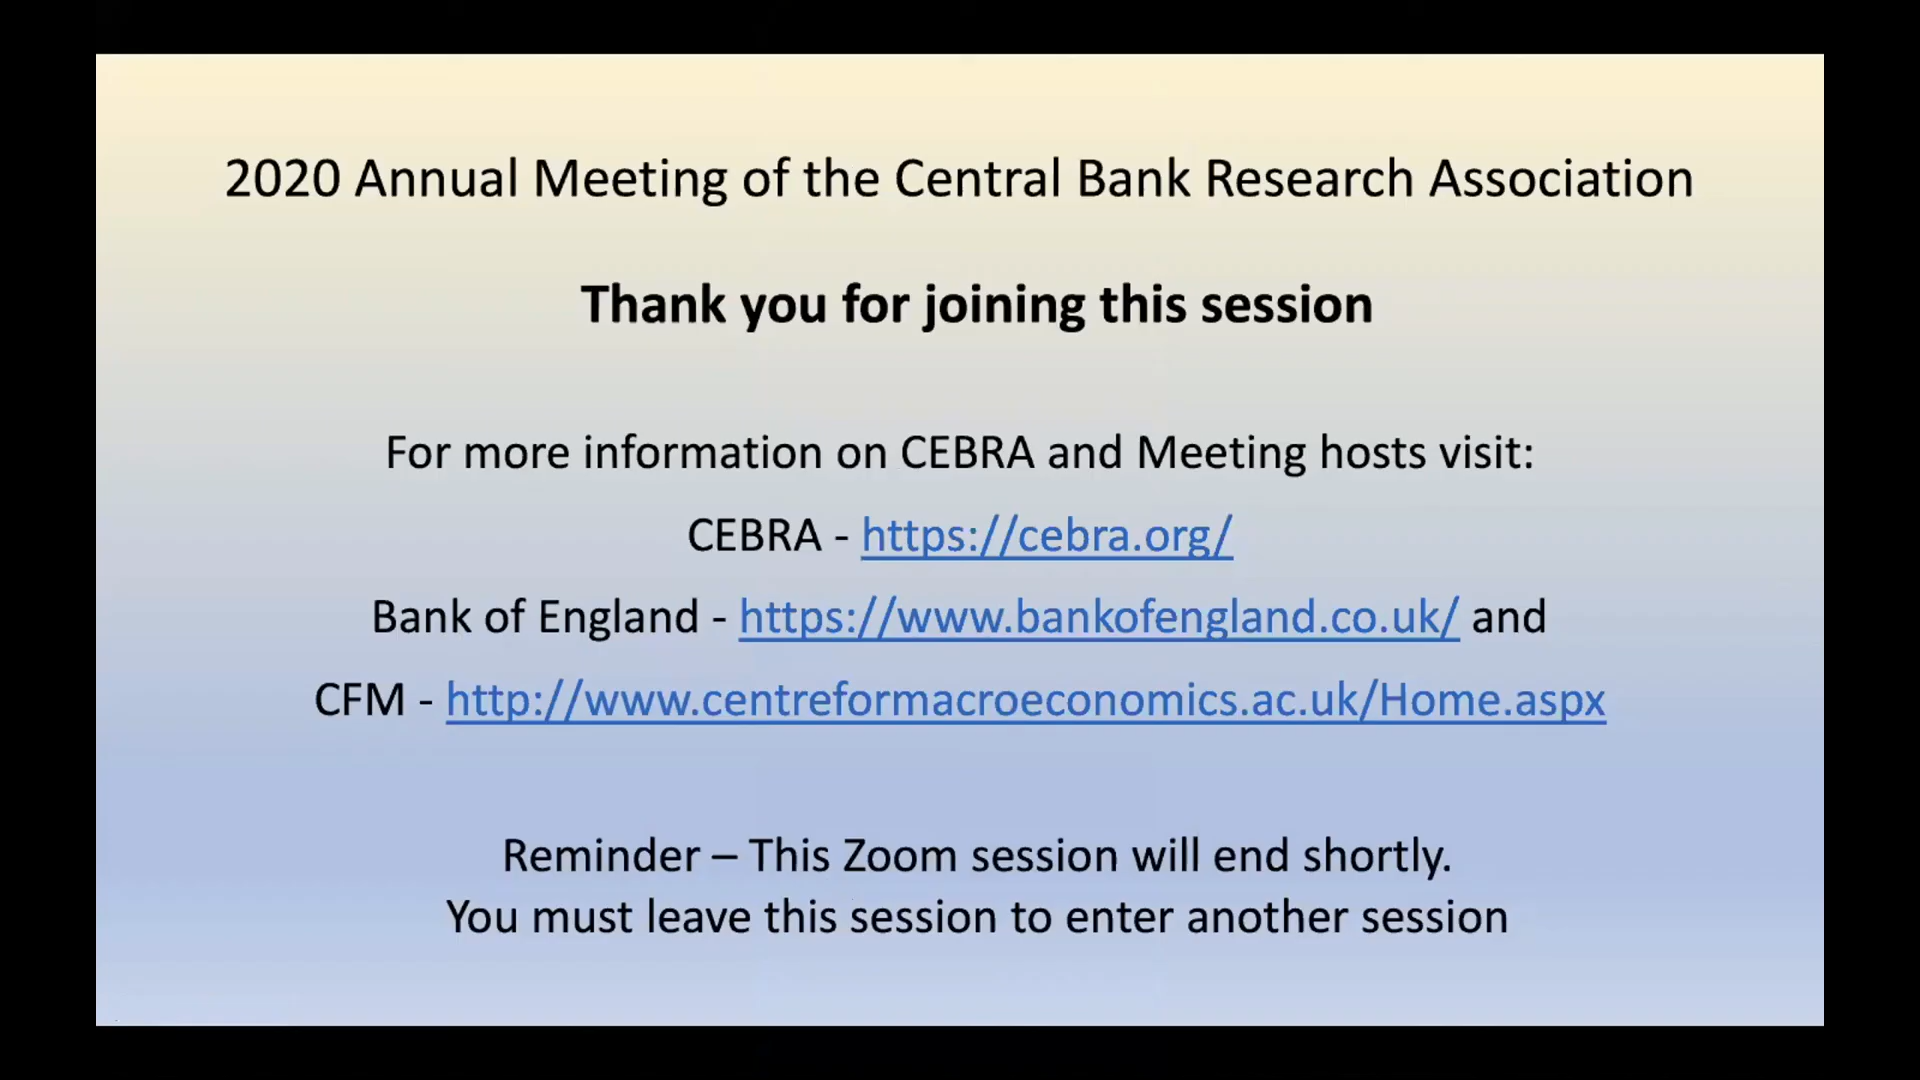 2020 Annual Meeting of the Central Bank Research Association
Thank you for joining this session
For more information on CEBRA and Meeting hosts visit:
CEBRA - https://cebra.org/
Bank of England - https://www.bankofengland.co.uk/ and
CFM - http://www.centreformacroeconomics.ac.uk/Home.aspx
Reminder – This Zoom session will end shortly.
You must leave this session to enter another session